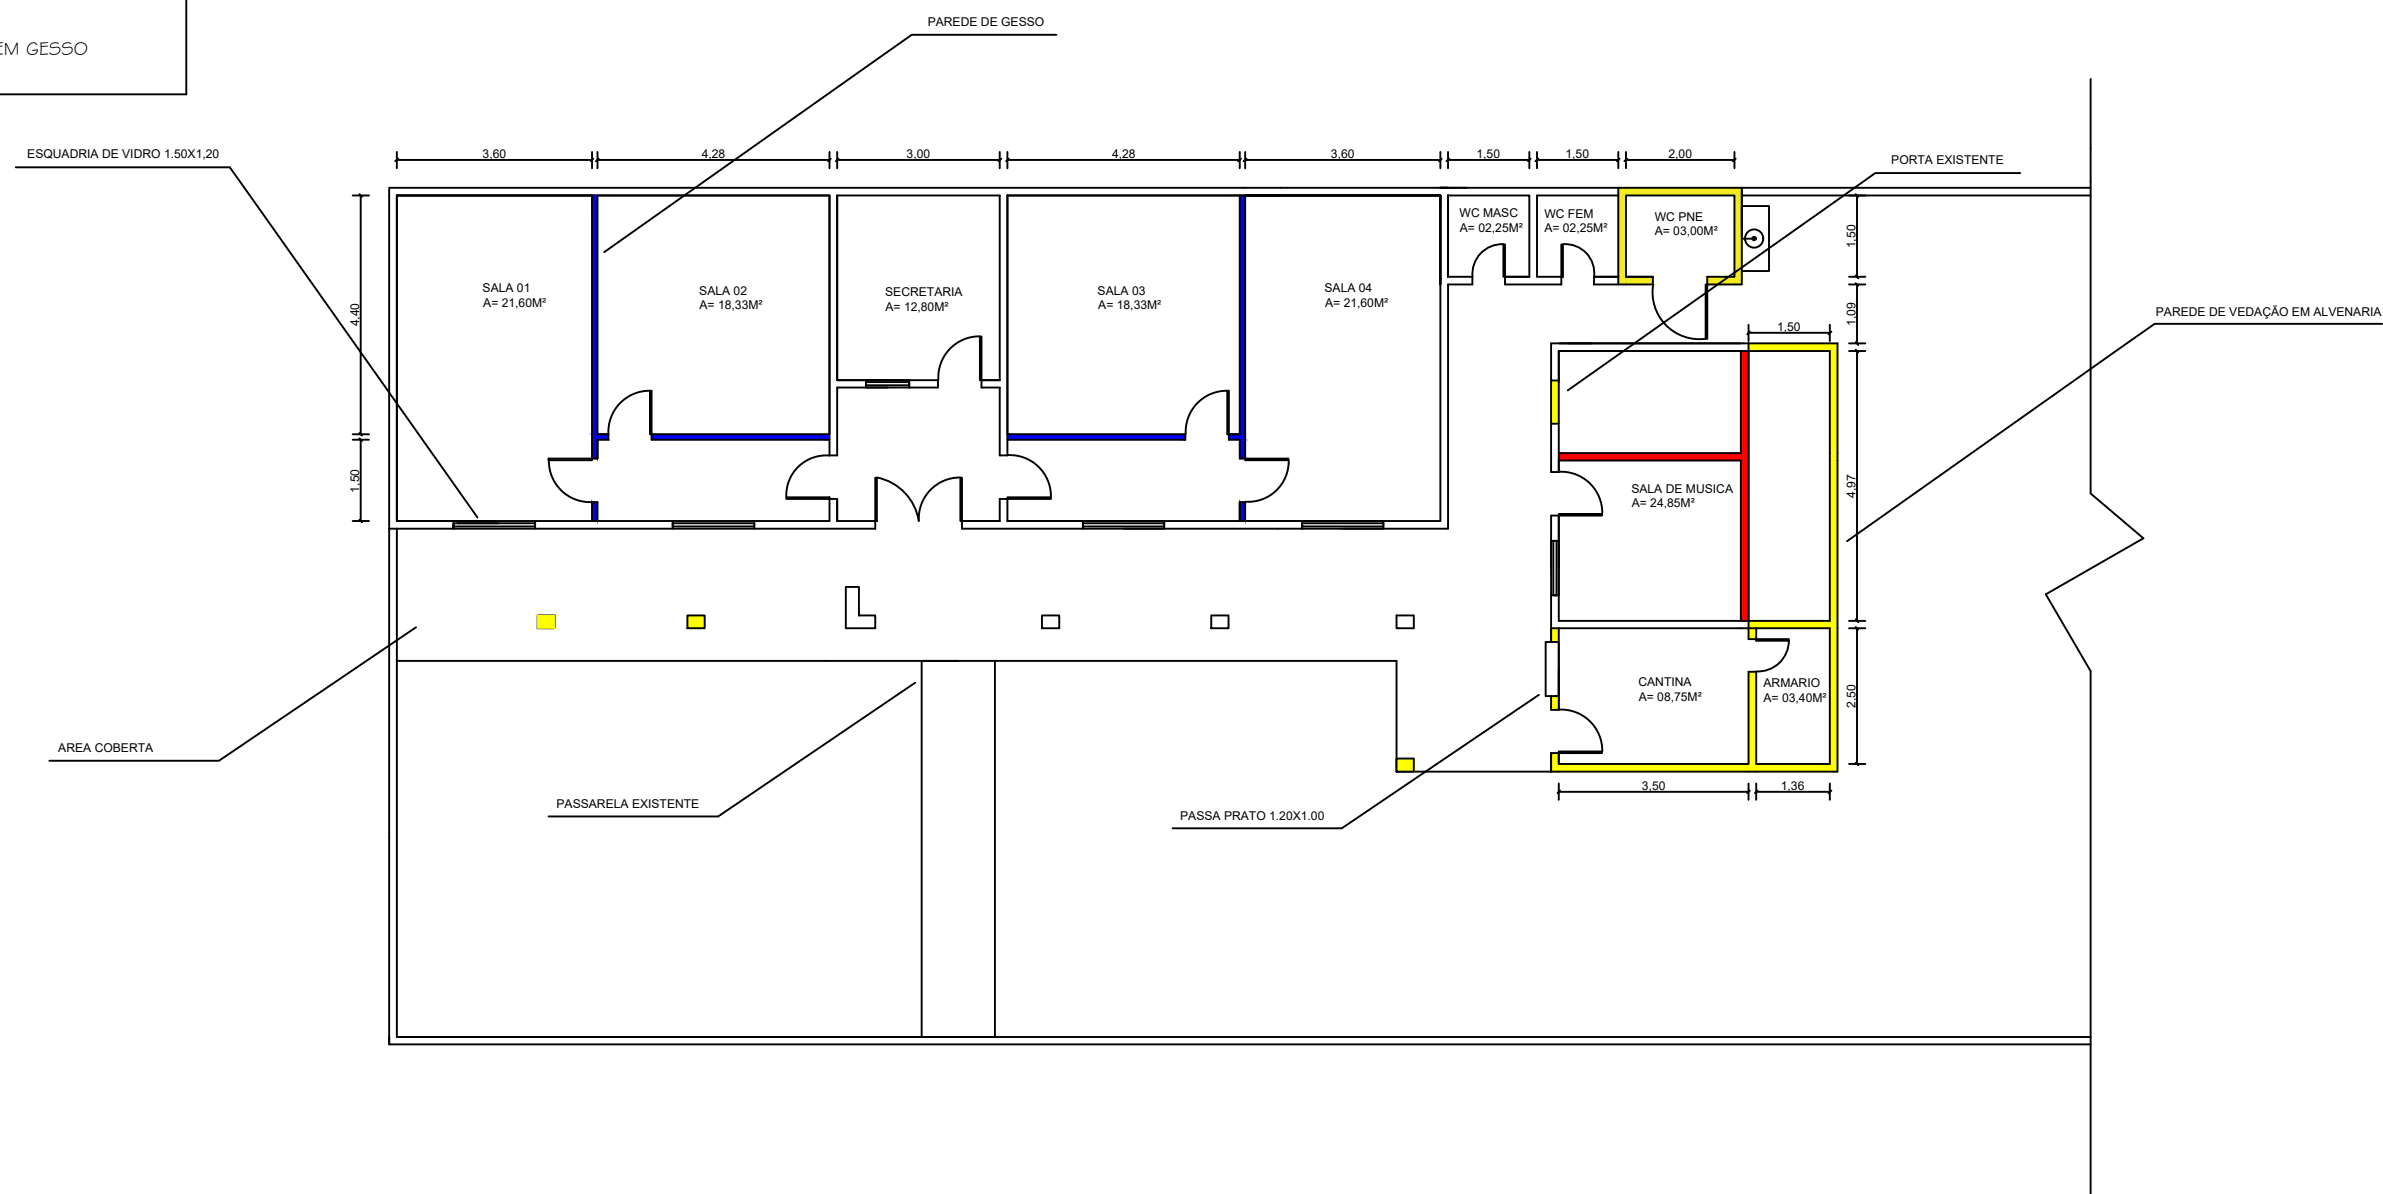 EM GESSO
PAREDE DE GESSO
ESQUADRIA DE VIDRO 1.50X1,20
PORTA EXISTENTE
3,60
4,28
3,00
4,28
3,60
1,50
1,50
2,00
WC MASC
A= 02,25M²
WC FEM
A= 02,25M²
WC PNE
A= 03,00M²
1,50
SALA 01
A= 21,60M²
SALA 02
A= 18,33M²
SECRETARIA
A= 12,80M²
SALA 03
A= 18,33M²
SALA 04
A= 21,60M²
4,40
1,09
1,50
PAREDE DE VEDAÇÃO EM ALVENARIA
1,50
SALA DE MUSICA
A= 24,85M²
4,97
CANTINA
A= 08,75M²
ARMARIO
A= 03,40M²
2,50
AREA COBERTA
PASSARELA EXISTENTE
PASSA PRATO 1.20X1.00
3,50
1,36